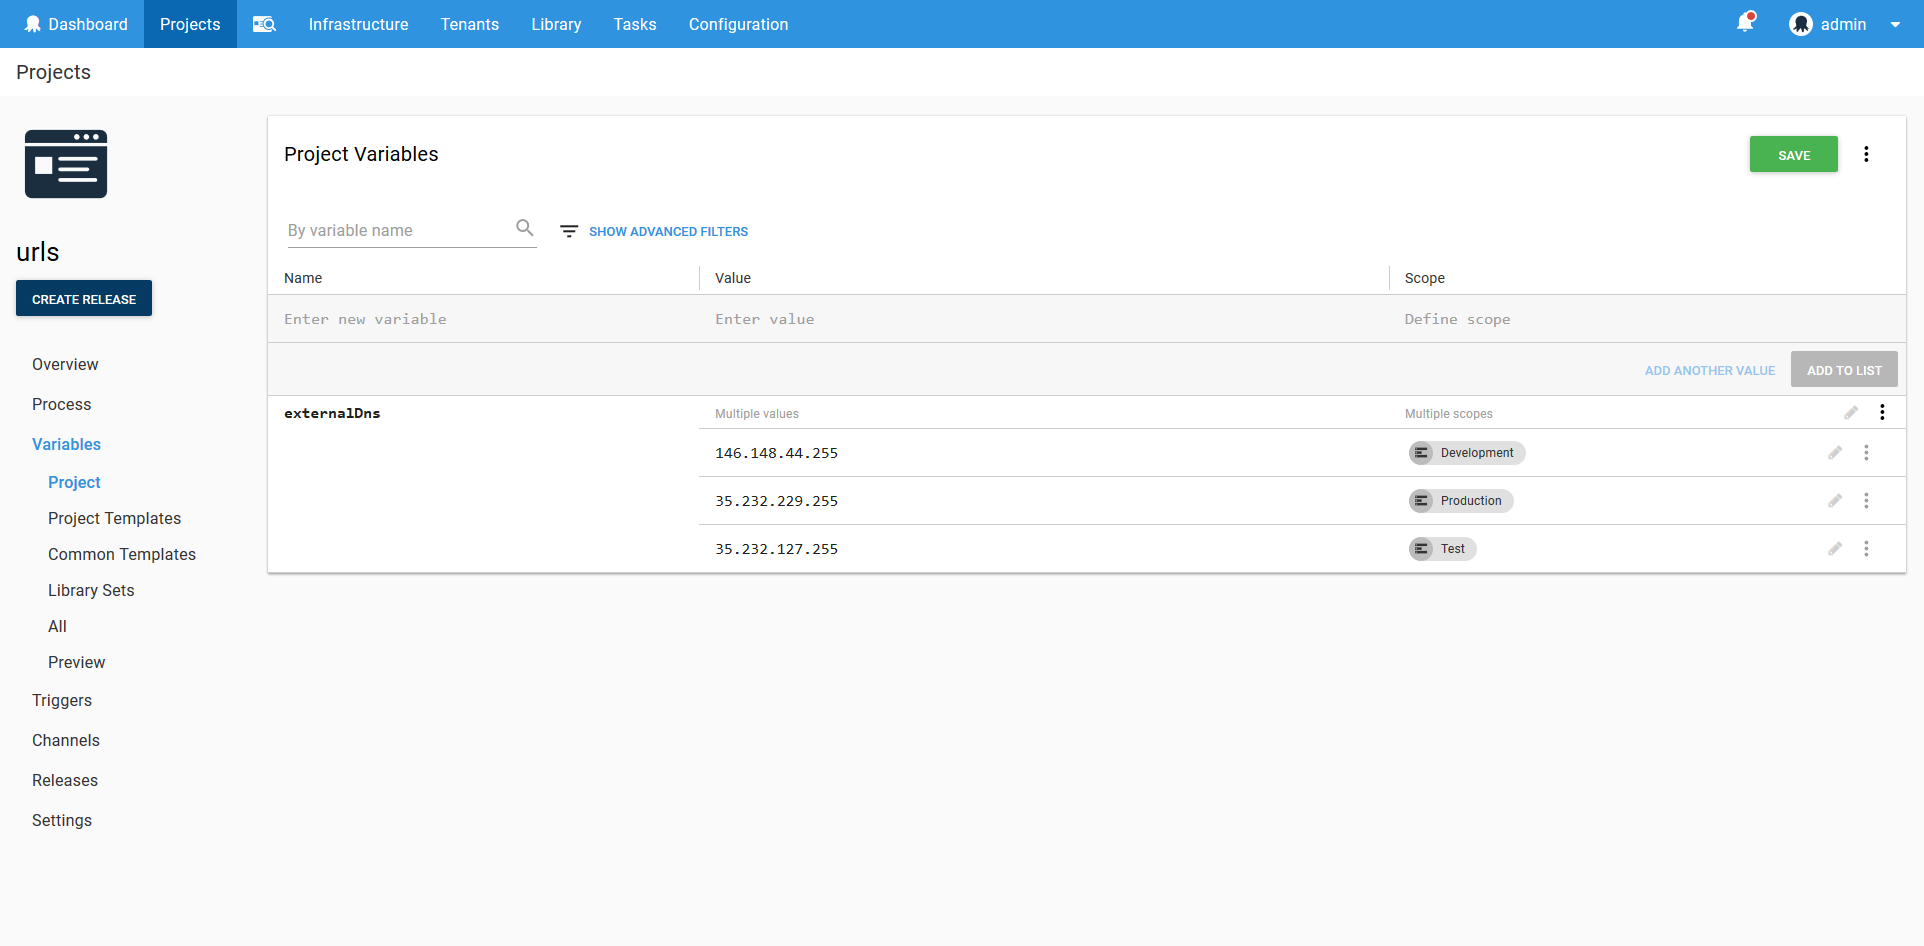 Dashboard Projects Infrastructure Tenants Library Tasks Configuration admin
Projects
Project Variables SAVE
By variable name SHOW ADVANCED FILTERS
urls
CREATE RELEASE
Name Value Scope
Enter new variable Enter value Define scope
ADD ANOTHER VALUE ADD TO LIST
externalDns Multiple values Multiple scopes
146.148.44.255 Development
35.232.229.255 Production
35.232.127.255 Test
Overview
Process
Variables
Project
Project Templates
Common Templates
Library Sets
All
Preview
Triggers
Channels
Releases
Settings